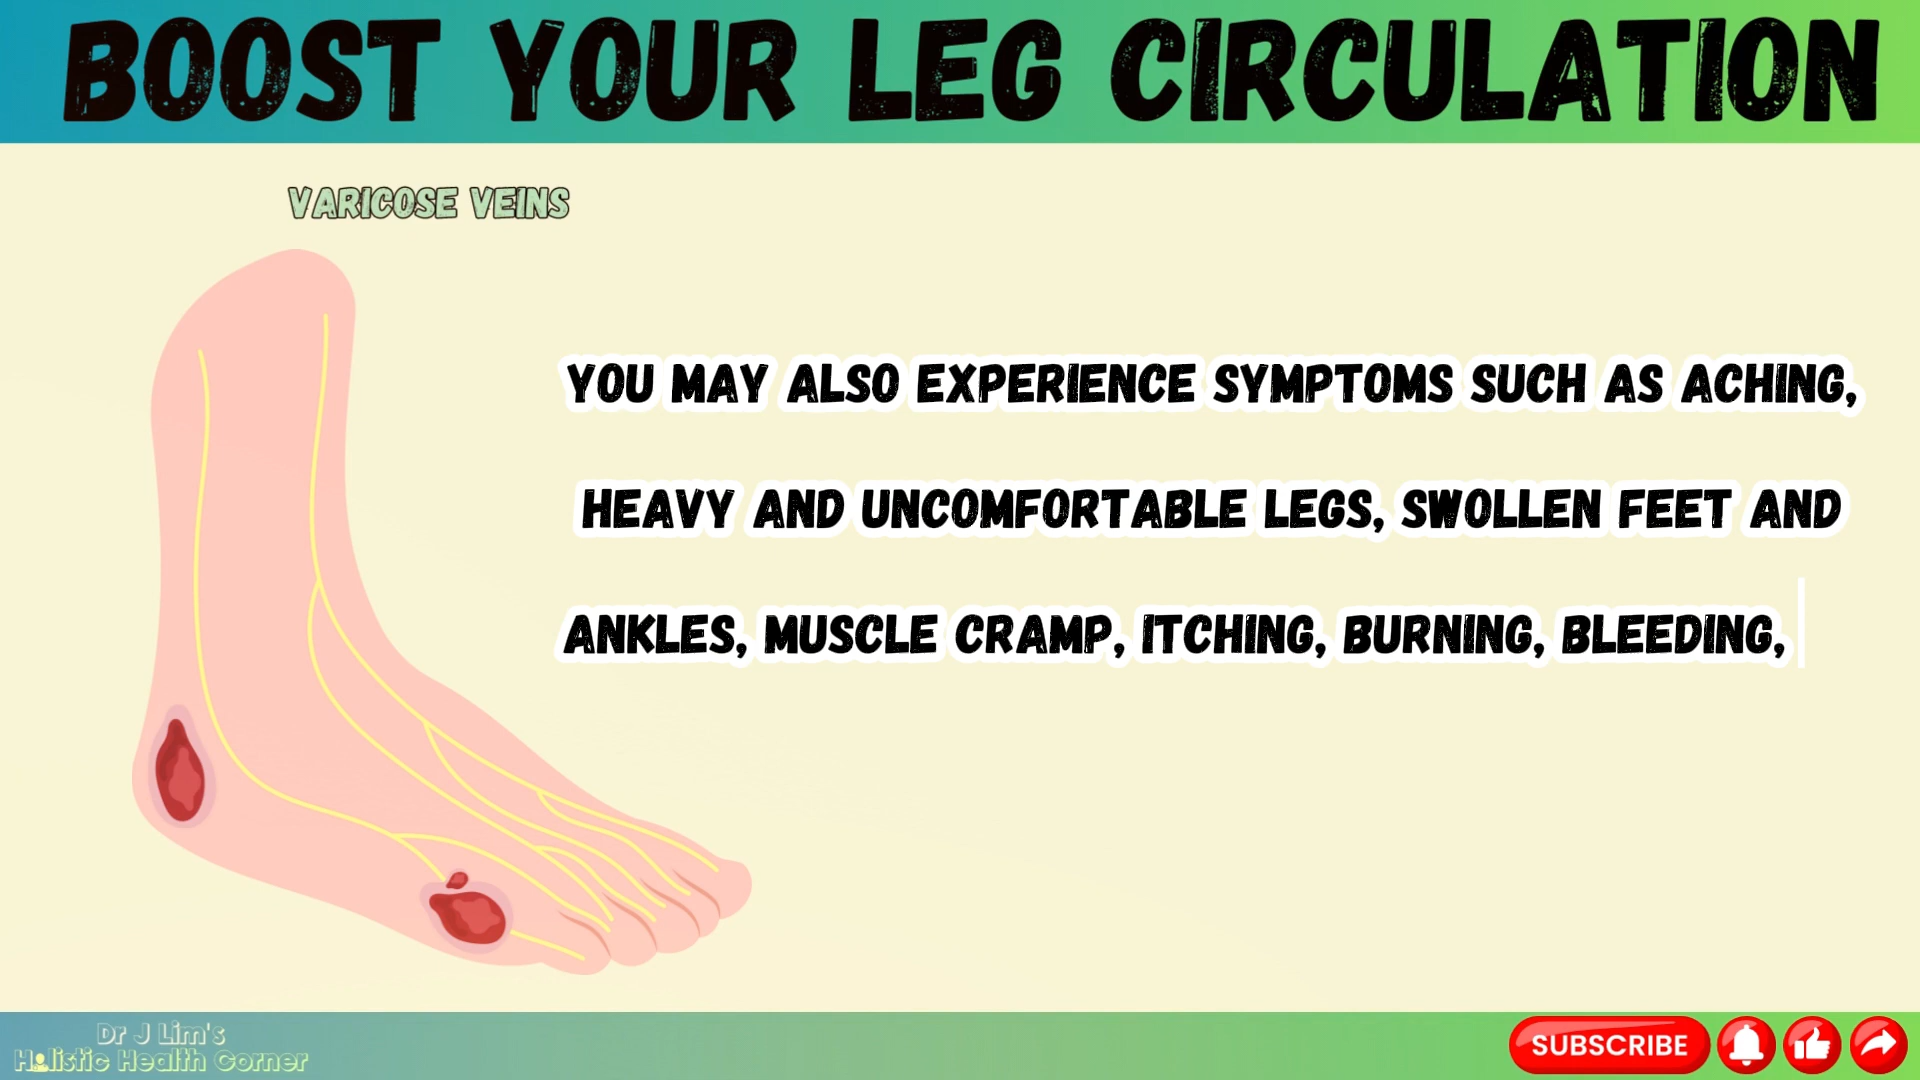 BOOST YOUR LEG CIRCULATION
VARICOSE VEINS
YOU MAY ALSO EXPERIENCE SYMPTOMS SUCH AS ACHING,
HEAVY AND UNCOMFORTABLE LEGS, SWOLLEN FEET AND
ANKLES, MUSCLE CRAMP, ITCHING, BURNING, BLEEDING,
Dr J Lim's
Holistic Health Corner
SUBSCRIBE